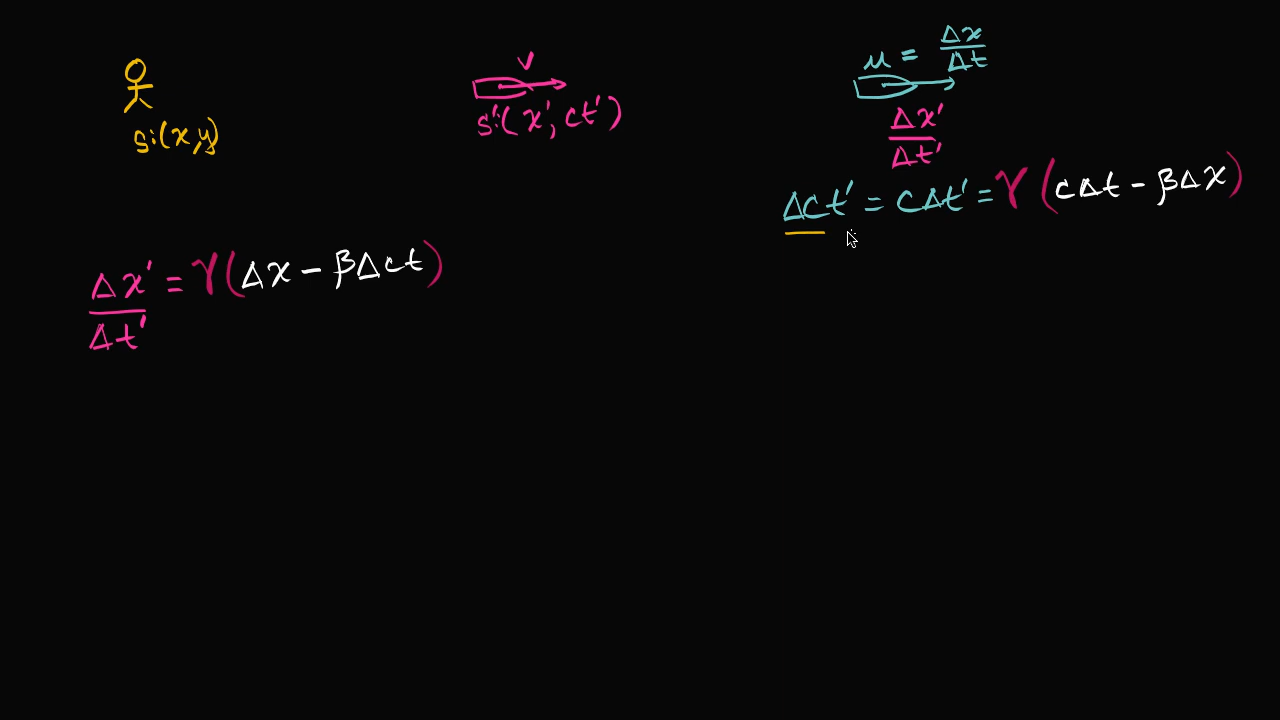 v
u = Δx/Δt
S:(x,y)
S':(x', ct')
Δx'/Δt'
Δct' = cΔt' = γ(cΔt - βΔx)
Δx'/Δt' = γ(Δx - βΔct)